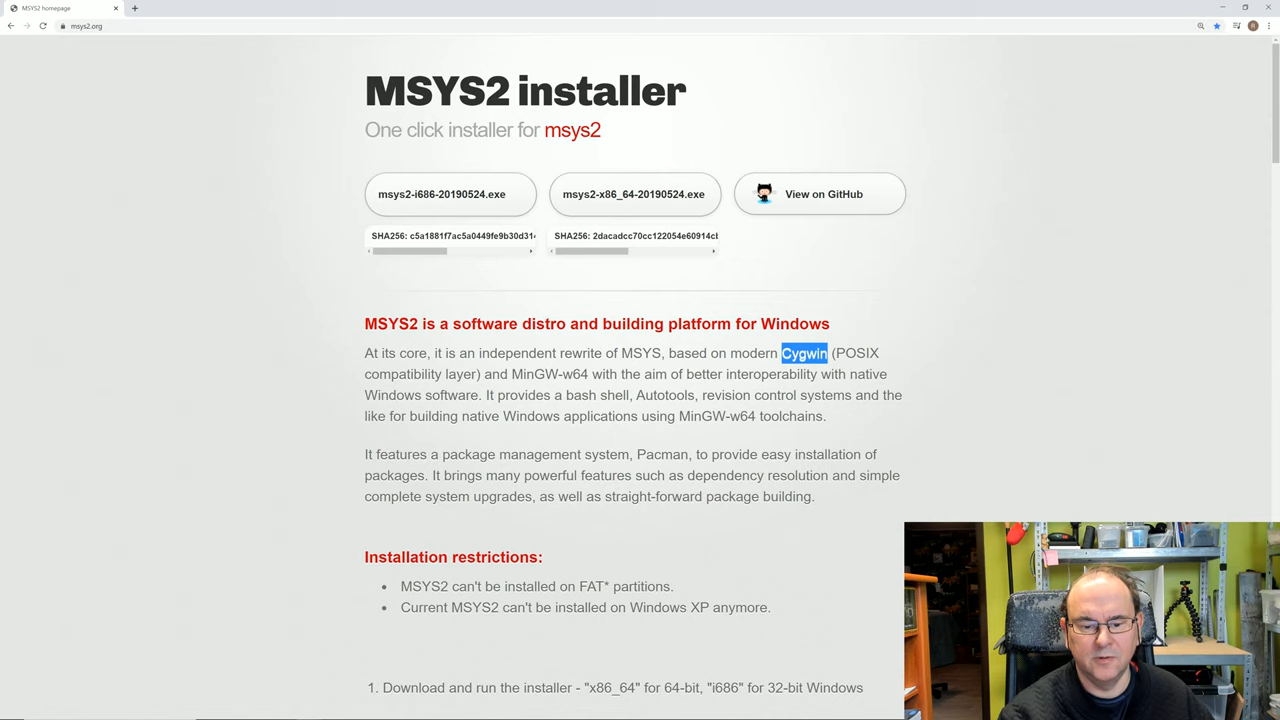 MSYS2 homepage
msys2.org
MSYS2 installer
One click installer for msys2
msys2-i686-20190524.exe
msys2-x86_64-20190524.exe
View on GitHub
SHA256: c5a1881f7ac5a0449fe9b30d314
SHA256: 2dacadcc70cc122054e60914cb
MSYS2 is a software distro and building platform for Windows
At its core, it is an independent rewrite of MSYS, based on modern Cygwin (POSIX
compatibility layer) and MinGW-w64 with the aim of better interoperability with native
Windows software. It provides a bash shell, Autotools, revision control systems and the
like for building native Windows applications using MinGW-w64 toolchains.
It features a package management system, Pacman, to provide easy installation of
packages. It brings many powerful features such as dependency resolution and simple
complete system upgrades, as well as straight-forward package building.
Installation restrictions:
• MSYS2 can't be installed on FAT* partitions.
• Current MSYS2 can't be installed on Windows XP anymore.
1. Download and run the installer - "x86_64" for 64-bit, "i686" for 32-bit Windows